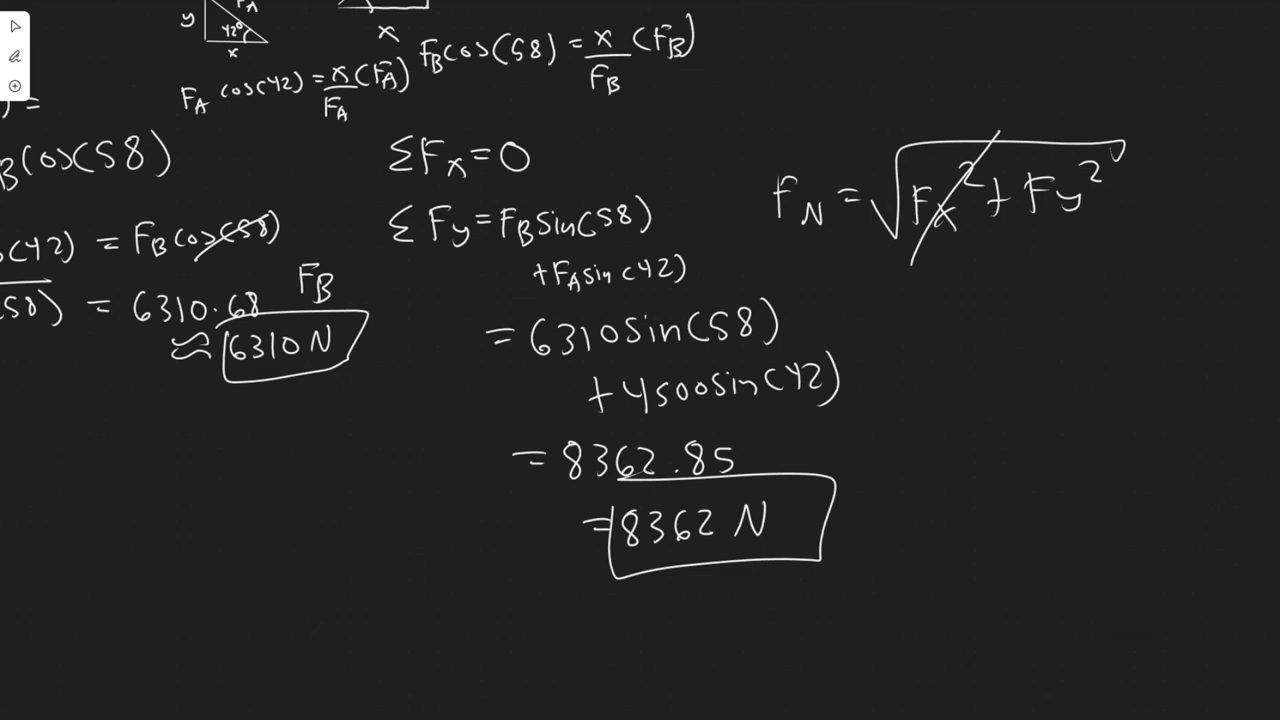 y
F_A
42°
x
x
F_A cos(42) = x/F_A (F_A)
F_B cos(58) = x/F_B (F_B)
) =
_B cos(58)
s(42) = F_B cos(58)
58) = 6310.68
F_B
≈ 6310 N
ΣF_x = 0
ΣF_y = F_B sin(58)
+ F_A sin(42)
= 6310 sin(58)
+ 4500 sin(42)
= 8362.85
= 8362 N
F_N = √(F_x² + F_y²)